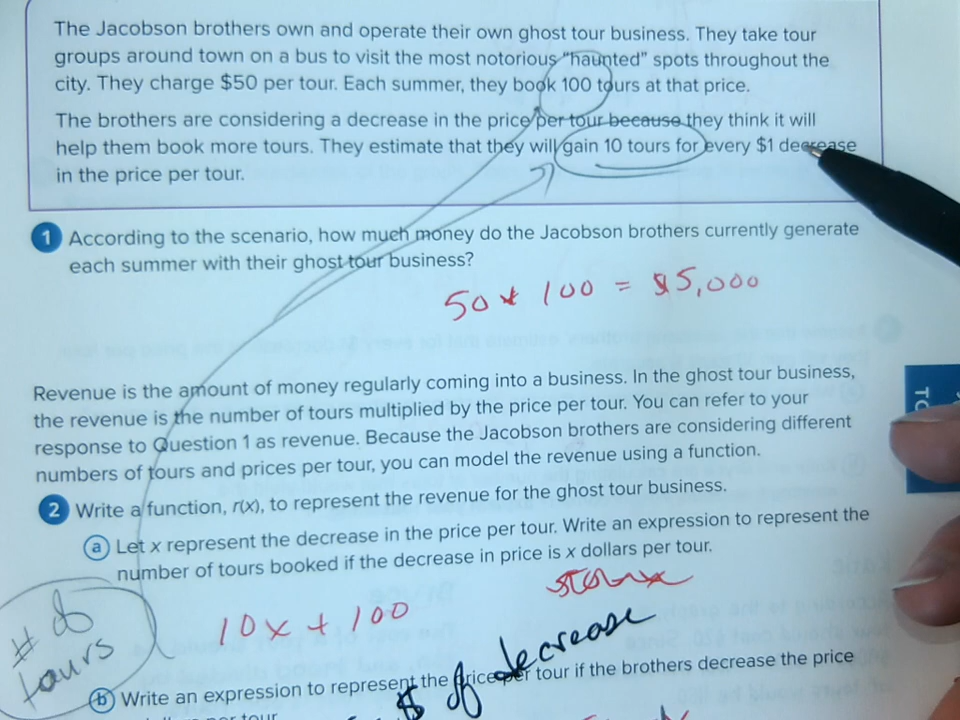 The Jacobson brothers own and operate their own ghost tour business. They take tour
groups around town on a bus to visit the most notorious "haunted" spots throughout the
city. They charge $50 per tour. Each summer, they book 100 tours at that price.
The brothers are considering a decrease in the price per tour because they think it will
help them book more tours. They estimate that they will gain 10 tours for every $1 decrease
in the price per tour.
1 According to the scenario, how much money do the Jacobson brothers currently generate
each summer with their ghost tour business?
50 * 100 = $5,000
Revenue is the amount of money regularly coming into a business. In the ghost tour business,
the revenue is the number of tours multiplied by the price per tour. You can refer to your
response to Question 1 as revenue. Because the Jacobson brothers are considering different
numbers of tours and prices per tour, you can model the revenue using a function.
2 Write a function, r(x), to represent the revenue for the ghost tour business.
a Let x represent the decrease in the price per tour. Write an expression to represent the
number of tours booked if the decrease in price is x dollars per tour.
10x + 100
# of
tours
$ of decrease
b Write an expression to represent the price per tour if the brothers decrease the price
dollars per tour.